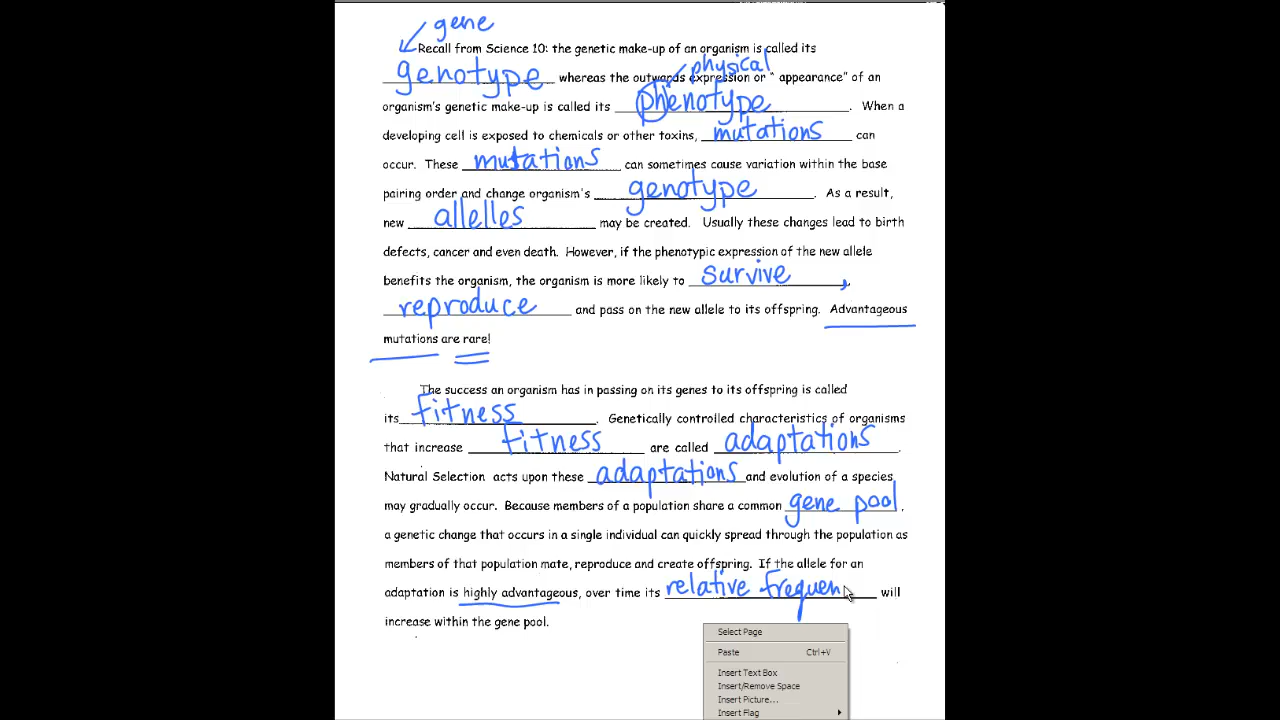 gene
Recall from Science 10: the genetic make-up of an organism is called its
physical
genotype whereas the outwards expression or " appearance" of an
organism's genetic make-up is called its phenotype . When a
developing cell is exposed to chemicals or other toxins, mutations can
occur. These mutations can sometimes cause variation within the base
pairing order and change organism's genotype . As a result,
new allelles may be created. Usually these changes lead to birth
defects, cancer and even death. However, if the phenotypic expression of the new allele
benefits the organism, the organism is more likely to survive ,
reproduce and pass on the new allele to its offspring. Advantageous
mutations are rare!
The success an organism has in passing on its genes to its offspring is called
its fitness . Genetically controlled characteristics of organisms
that increase fitness are called adaptations .
Natural Selection acts upon these adaptations and evolution of a species
may gradually occur. Because members of a population share a common gene pool ,
a genetic change that occurs in a single individual can quickly spread through the population as
members of that population mate, reproduce and create offspring. If the allele for an
adaptation is highly advantageous, over time its relative frequen will
increase within the gene pool.
Select Page
Paste Ctrl+V
Insert Text Box
Insert/Remove Space
Insert Picture...
Insert Flag